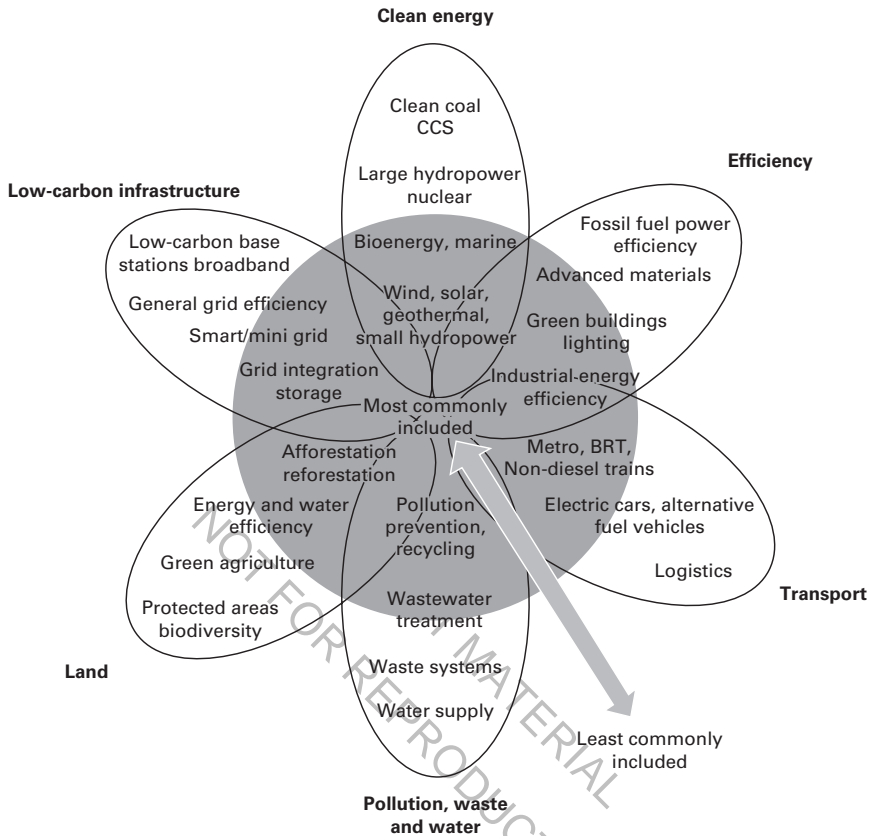 Clean energy
Clean coal
CCS
Large hydropower
nuclear
Bioenergy, marine
Wind, solar,
geothermal,
small hydropower
Efficiency
Fossil fuel power
efficiency
Advanced materials
Green buildings
lighting
Industrial energy
efficiency
Low-carbon infrastructure
Low-carbon base
stations broadband
General grid efficiency
Smart/mini grid
Grid integration
storage
Most commonly
included
Metro, BRT,
Non-diesel trains
Electric cars, alternative
fuel vehicles
Logistics
Transport
Afforestation
reforestation
Energy and water
efficiency
Green agriculture
Protected areas
biodiversity
Land
Pollution
prevention,
recycling
Wastewater
treatment
Waste systems
Water supply
Pollution, waste
and water
Least commonly
included
MATERIAL
NOT FOR